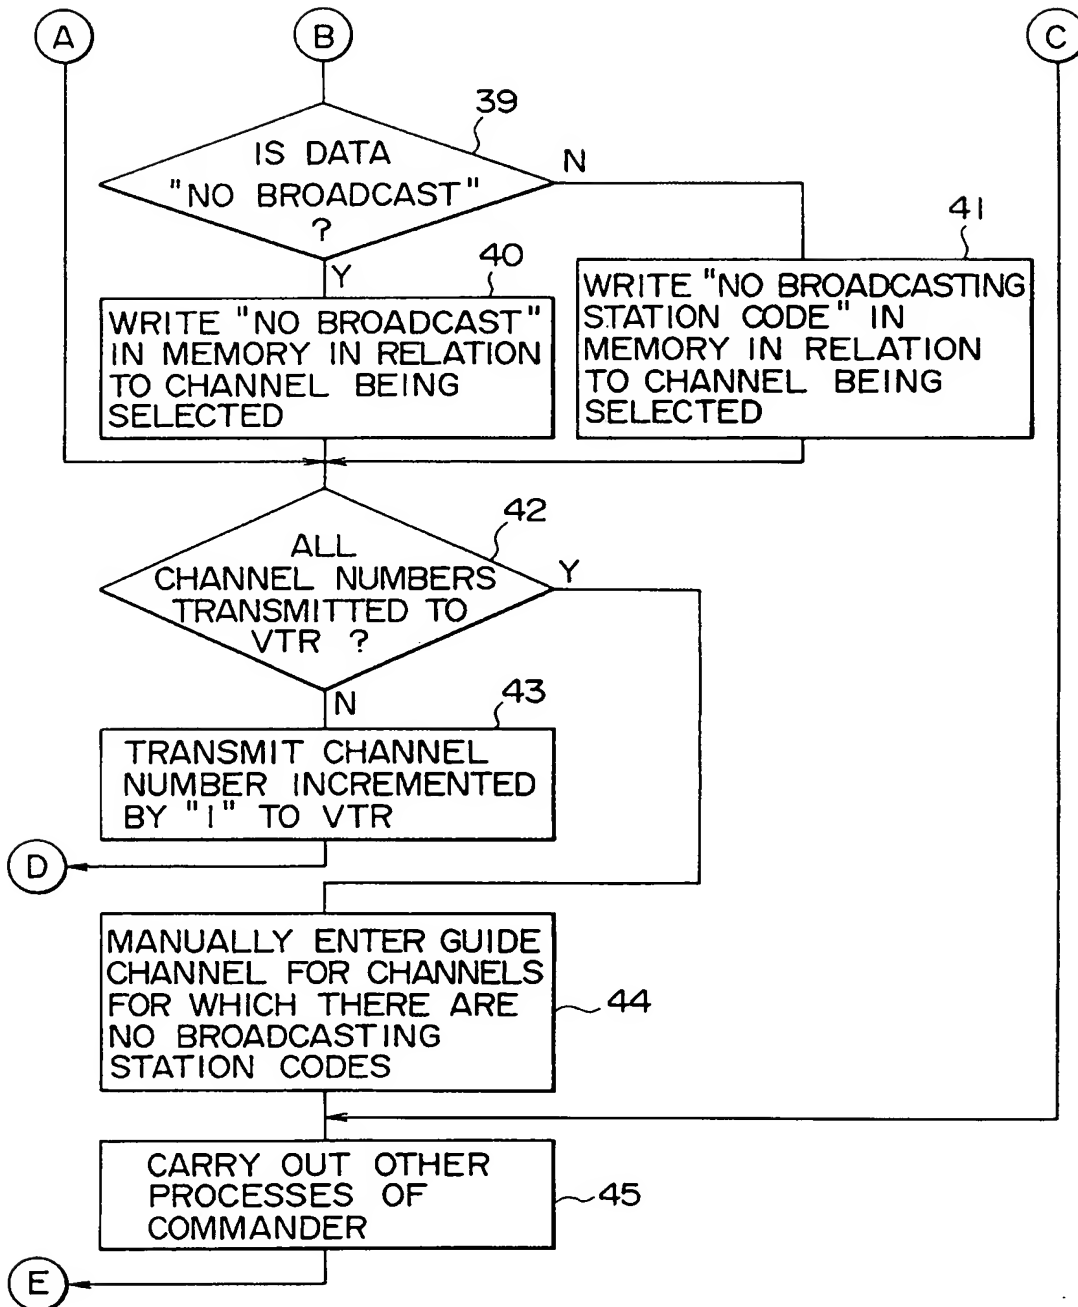 A
B
C
39
IS DATA
"NO BROADCAST"
?
N
Y
40
41
WRITE "NO BROADCAST"
IN MEMORY IN RELATION
TO CHANNEL BEING
SELECTED
WRITE "NO BROADCASTING
STATION CODE" IN
MEMORY IN RELATION
TO CHANNEL BEING
SELECTED
42
ALL
CHANNEL NUMBERS
TRANSMITTED TO
VTR ?
Y
N
43
TRANSMIT CHANNEL
NUMBER INCREMENTED
BY "1" TO VTR
D
MANUALLY ENTER GUIDE
CHANNEL FOR CHANNELS
FOR WHICH THERE ARE
NO BROADCASTING
STATION CODES
44
CARRY OUT OTHER
PROCESSES OF
COMMANDER
45
E